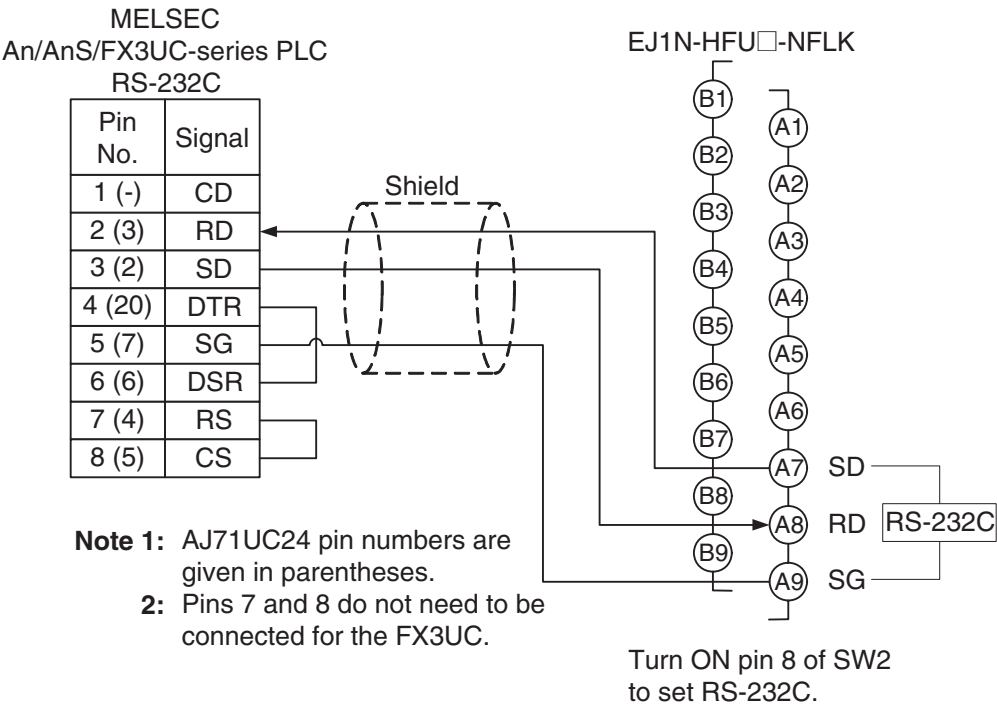 MELSEC
An/AnS/FX3UC-series PLC
RS-232C
Pin No. Signal
1 (-) CD
2 (3) RD
3 (2) SD
4 (20) DTR
5 (7) SG
6 (6) DSR
7 (4) RS
8 (5) CS
Shield
EJ1N-HFU□-NFLK
B1
B2
B3
B4
B5
B6
B7
B8
B9
A1
A2
A3
A4
A5
A6
A7 SD
A8 RD
A9 SG
RS-232C
Note 1: AJ71UC24 pin numbers are
given in parentheses.
2: Pins 7 and 8 do not need to be
connected for the FX3UC.
Turn ON pin 8 of SW2
to set RS-232C.